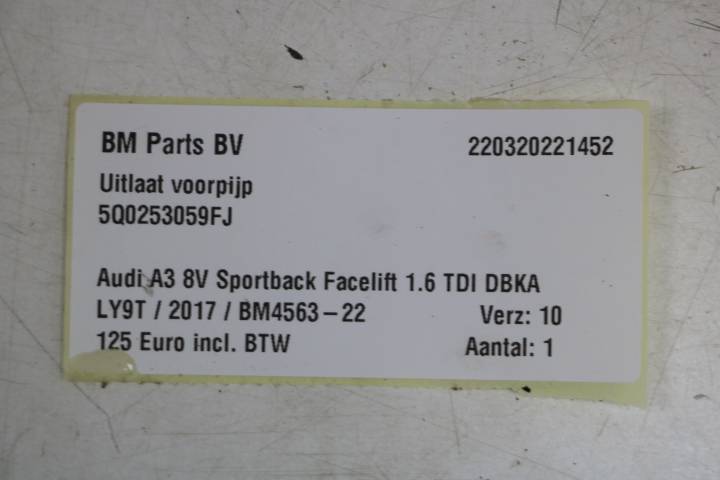 BM Parts BV 220320221452
Uitlaat voorpijp
5Q0253059FJ
Audi A3 8V Sportback Facelift 1.6 TDI DBKA
LY9T / 2017 / BM4563-22 Verz: 10
125 Euro incl. BTW Aantal: 1